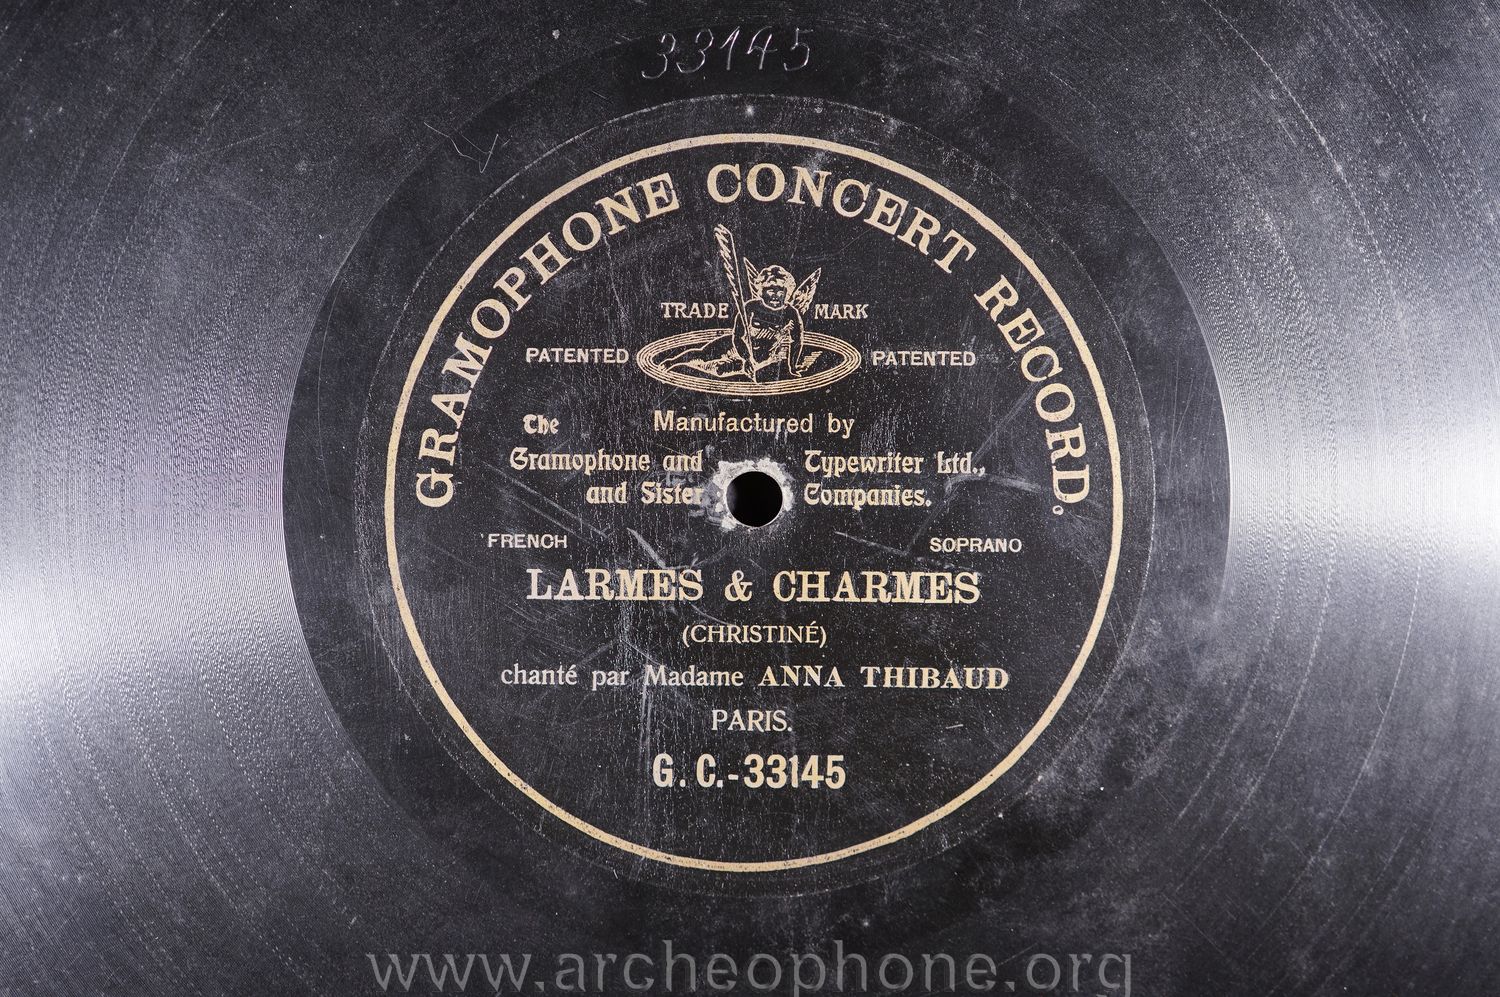 33145
GRAMOPHONE CONCERT RECORD.
TRADE MARK
PATENTED PATENTED
The Manufactured by
Gramophone and Typewriter Ltd.,
and Sister Companies.
FRENCH SOPRANO
LARMES & CHARMES
(CHRISTINÉ)
chanté par Madame ANNA THIBAUD
PARIS.
G. C.-33145
www.archeophone.org